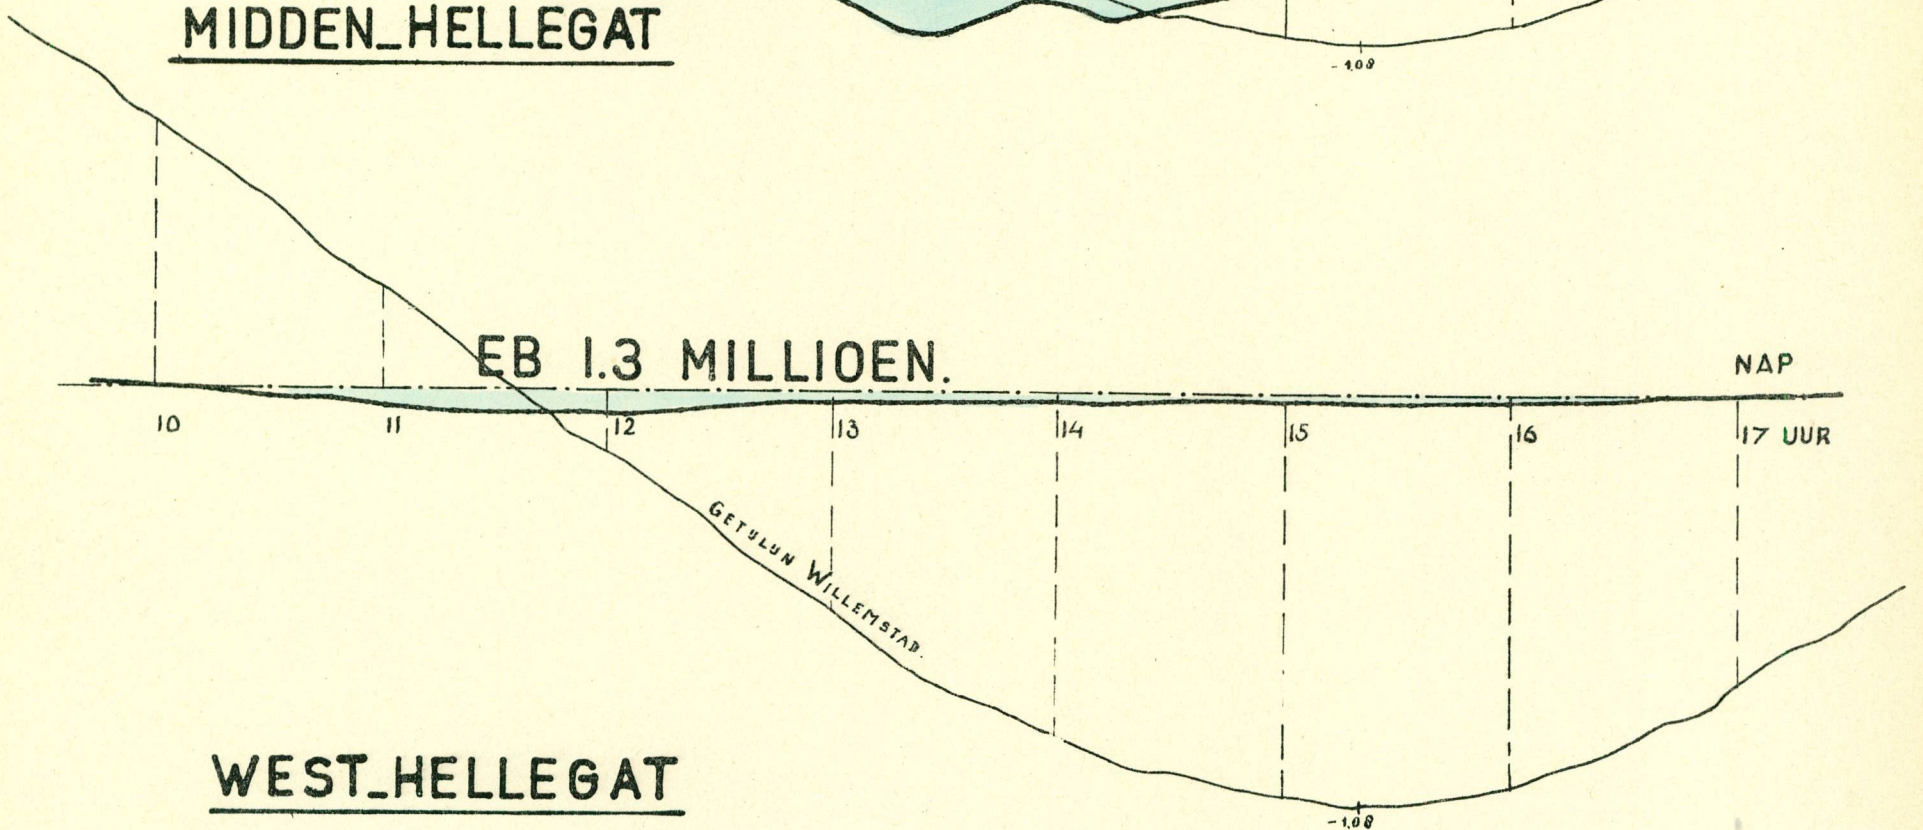 MIDDEN_HELLEGAT
-1,08
EB 1.3 MILLIOEN.
NAP
10 11 12 13 14 15 16 17 UUR
GETIJLIJN WILLEMSTAD.
WEST_HELLEGAT
-1,08